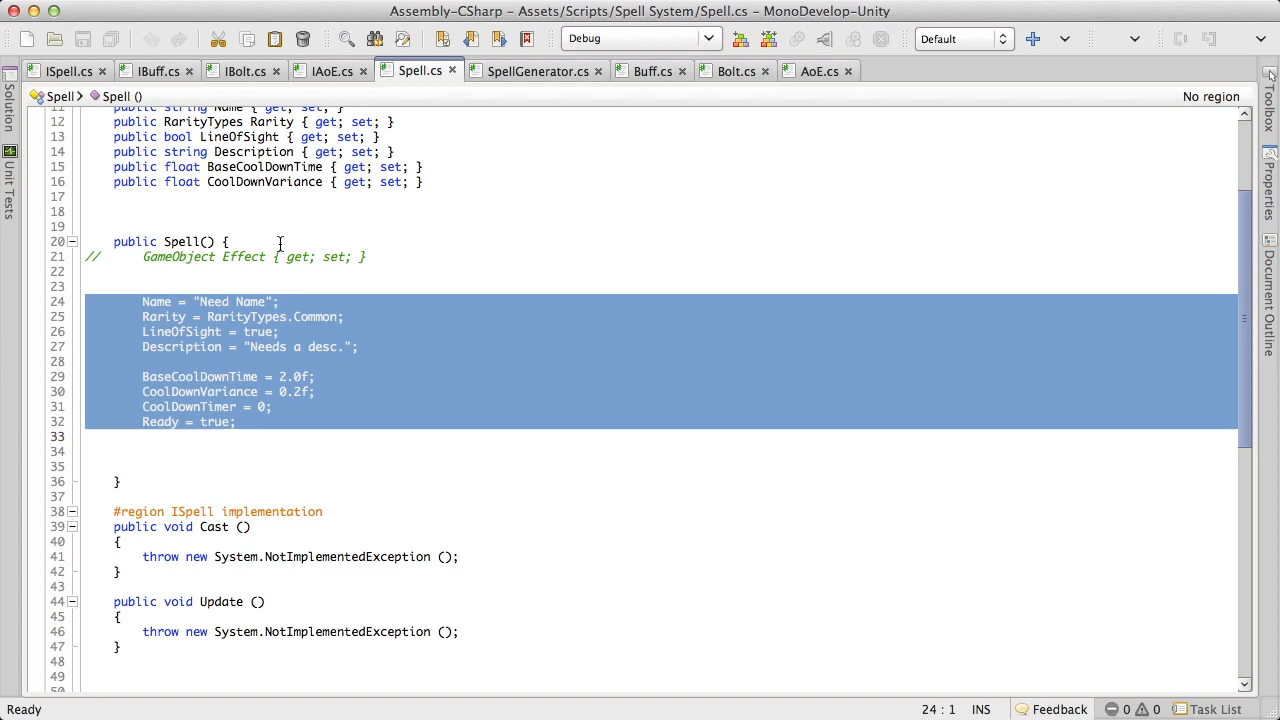 Assembly-CSharp - Assets/Scripts/Spell System/Spell.cs - MonoDevelop-Unity
Debug
Default
ISpell.cs
IBuff.cs
IBolt.cs
IAoE.cs
Spell.cs
SpellGenerator.cs
Buff.cs
Bolt.cs
AoE.cs
Spell
Spell ()
No region
Solution
Unit Tests
Toolbox
Properties
Document Outline
11 public string Name { get; set; }
12 public RarityTypes Rarity { get; set; }
13 public bool LineOfSight { get; set; }
14 public string Description { get; set; }
15 public float BaseCoolDownTime { get; set; }
16 public float CoolDownVariance { get; set; }
17
18
19
20 public Spell() {
21 // GameObject Effect { get; set; }
22
23
24 Name = "Need Name";
25 Rarity = RarityTypes.Common;
26 LineOfSight = true;
27 Description = "Needs a desc.";
28
29 BaseCoolDownTime = 2.0f;
30 CoolDownVariance = 0.2f;
31 CoolDownTimer = 0;
32 Ready = true;
33
34
35
36 }
37
38 #region ISpell implementation
39 public void Cast ()
40 {
41 throw new System.NotImplementedException ();
42 }
43
44 public void Update ()
45 {
46 throw new System.NotImplementedException ();
47 }
48
49
50
Ready
24 : 1
INS
Feedback
0
0
Task List